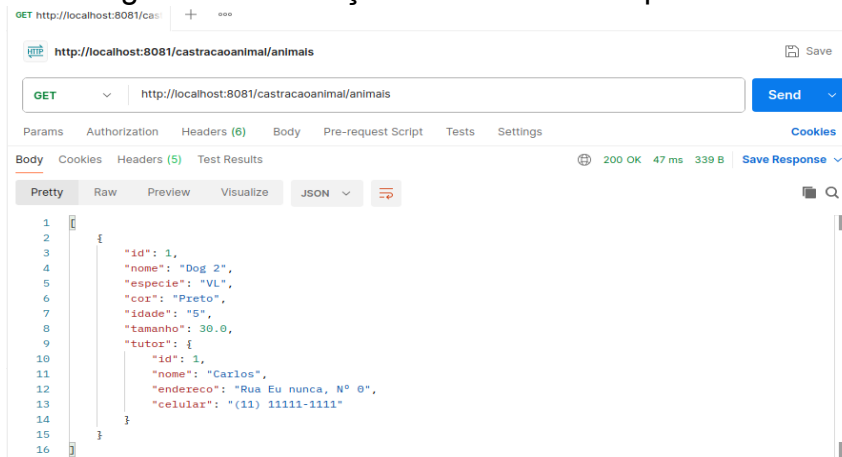 GET http://localhost:8081/cas
http://localhost:8081/castracaoanimal/animais Save
GET http://localhost:8081/castracaoanimal/animais Send
Params Authorization Headers (6) Body Pre-request Script Tests Settings Cookies
Body Cookies Headers (5) Test Results 200 OK 47 ms 339 B Save Response
Pretty Raw Preview Visualize JSON
1 [
2 {
3 "id": 1,
4 "nome": "Dog 2",
5 "especie": "VL",
6 "cor": "Preto",
7 "idade": "5",
8 "tamanho": 30.0,
9 "tutor": {
10 "id": 1,
11 "nome": "Carlos",
12 "endereco": "Rua Eu nunca, Nº 0",
13 "celular": "(11) 11111-1111"
14 }
15 }
16 ]